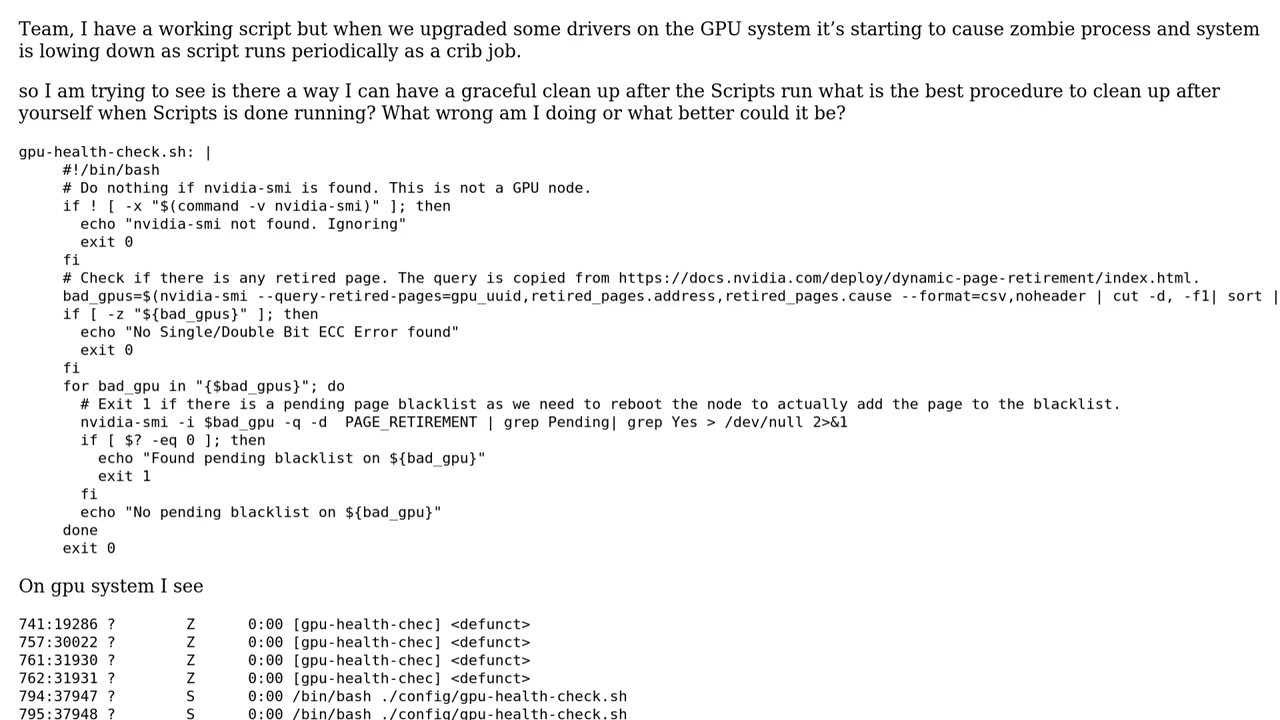 Team, I have a working script but when we upgraded some drivers on the GPU system it’s starting to cause zombie process and system
is lowing down as script runs periodically as a crib job.
so I am trying to see is there a way I can have a graceful clean up after the Scripts run what is the best procedure to clean up after
yourself when Scripts is done running? What wrong am I doing or what better could it be?
gpu-health-check.sh: |
     #!/bin/bash
     # Do nothing if nvidia-smi is found. This is not a GPU node.
     if ! [ -x "$(command -v nvidia-smi)" ]; then
       echo "nvidia-smi not found. Ignoring"
       exit 0
     fi
     # Check if there is any retired page. The query is copied from https://docs.nvidia.com/deploy/dynamic-page-retirement/index.html.
     bad_gpus=$(nvidia-smi --query-retired-pages=gpu_uuid,retired_pages.address,retired_pages.cause --format=csv,noheader | cut -d, -f1| sort |
     if [ -z "${bad_gpus}" ]; then
       echo "No Single/Double Bit ECC Error found"
       exit 0
     fi
     for bad_gpu in "{$bad_gpus}"; do
       # Exit 1 if there is a pending page blacklist as we need to reboot the node to actually add the page to the blacklist.
       nvidia-smi -i $bad_gpu -q -d  PAGE_RETIREMENT | grep Pending| grep Yes > /dev/null 2>&1
       if [ $? -eq 0 ]; then
         echo "Found pending blacklist on ${bad_gpu}"
         exit 1
       fi
       echo "No pending blacklist on ${bad_gpu}"
     done
     exit 0
On gpu system I see
741:19286 ?        Z      0:00 [gpu-health-chec] <defunct>
757:30022 ?        Z      0:00 [gpu-health-chec] <defunct>
761:31930 ?        Z      0:00 [gpu-health-chec] <defunct>
762:31931 ?        Z      0:00 [gpu-health-chec] <defunct>
794:37947 ?        S      0:00 /bin/bash ./config/gpu-health-check.sh
795:37948 ?        S      0:00 /bin/bash ./config/gpu-health-check.sh